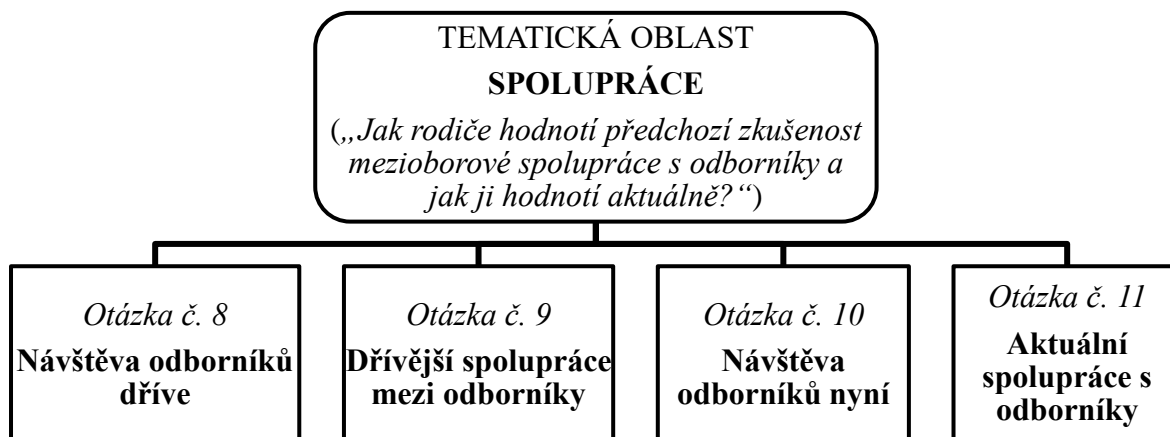 TEMATICKÁ OBLAST
SPOLUPRÁCE
(„Jak rodiče hodnotí předchozí zkušenost
mezioborové spolupráce s odborníky a
jak ji hodnotí aktuálně?“)
Otázka č. 8
Návštěva odborníků
dříve
Otázka č. 9
Dřívější spolupráce
mezi odborníky
Otázka č. 10
Návštěva
odborníků nyní
Otázka č. 11
Aktuální
spolupráce s
odborníky